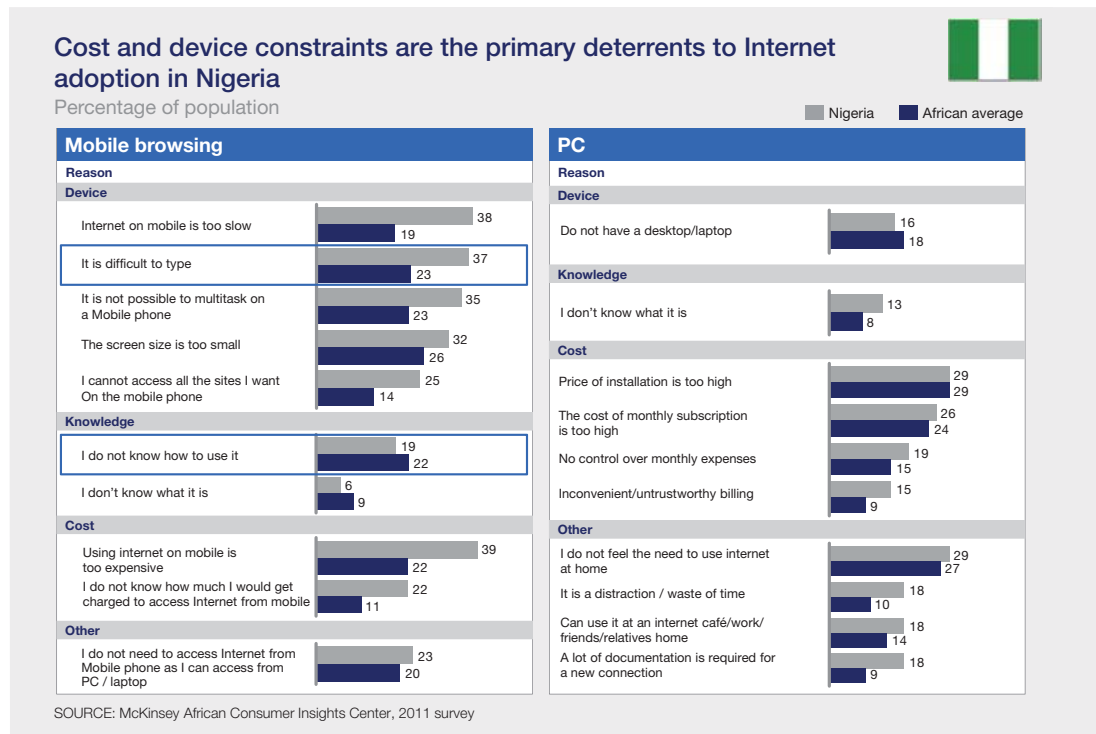 Cost and device constraints are the primary deterrents to Internet
adoption in Nigeria
Percentage of population
Nigeria
African average
Mobile browsing
Reason
Device
Internet on mobile is too slow
38
19
It is difficult to type
37
23
It is not possible to multitask on
a Mobile phone
35
23
The screen size is too small
32
26
I cannot access all the sites I want
On the mobile phone
25
14
Knowledge
I do not know how to use it
19
22
I don't know what it is
6
9
Cost
Using internet on mobile is
too expensive
39
22
I do not know how much I would get
charged to access Internet from mobile
22
11
Other
I do not need to access Internet from
Mobile phone as I can access from
PC / laptop
23
20
PC
Reason
Device
Do not have a desktop/laptop
16
18
Knowledge
I don't know what it is
13
8
Cost
Price of installation is too high
29
29
The cost of monthly subscription
is too high
26
24
No control over monthly expenses
19
15
Inconvenient/untrustworthy billing
15
9
Other
I do not feel the need to use internet
at home
29
27
It is a distraction / waste of time
18
10
Can use it at an internet café/work/
friends/relatives home
18
14
A lot of documentation is required for
a new connection
18
9
SOURCE: McKinsey African Consumer Insights Center, 2011 survey